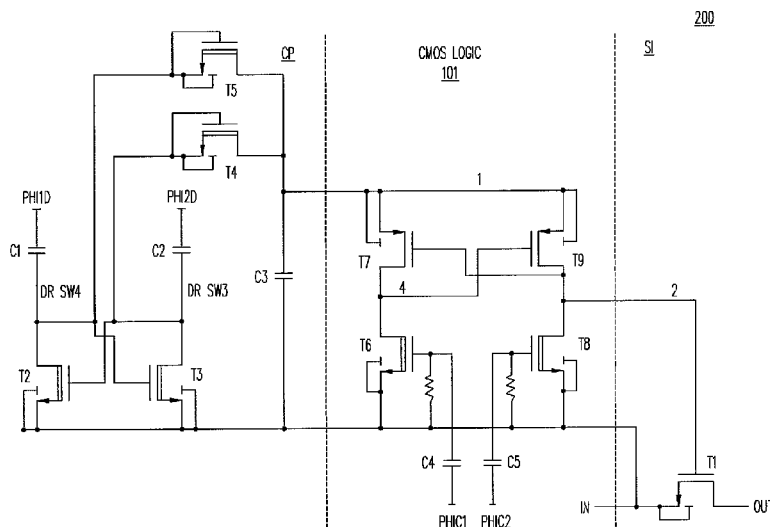 200
CP
CMOS LOGIC
101
SI
T5
T4
PHI1D
PHI2D
C1
C2
C3
DR SW4
DR SW3
T2
T3
1
T7
T9
4
2
T6
T8
C4
C5
PHIC1
PHIC2
T1
IN
OUT